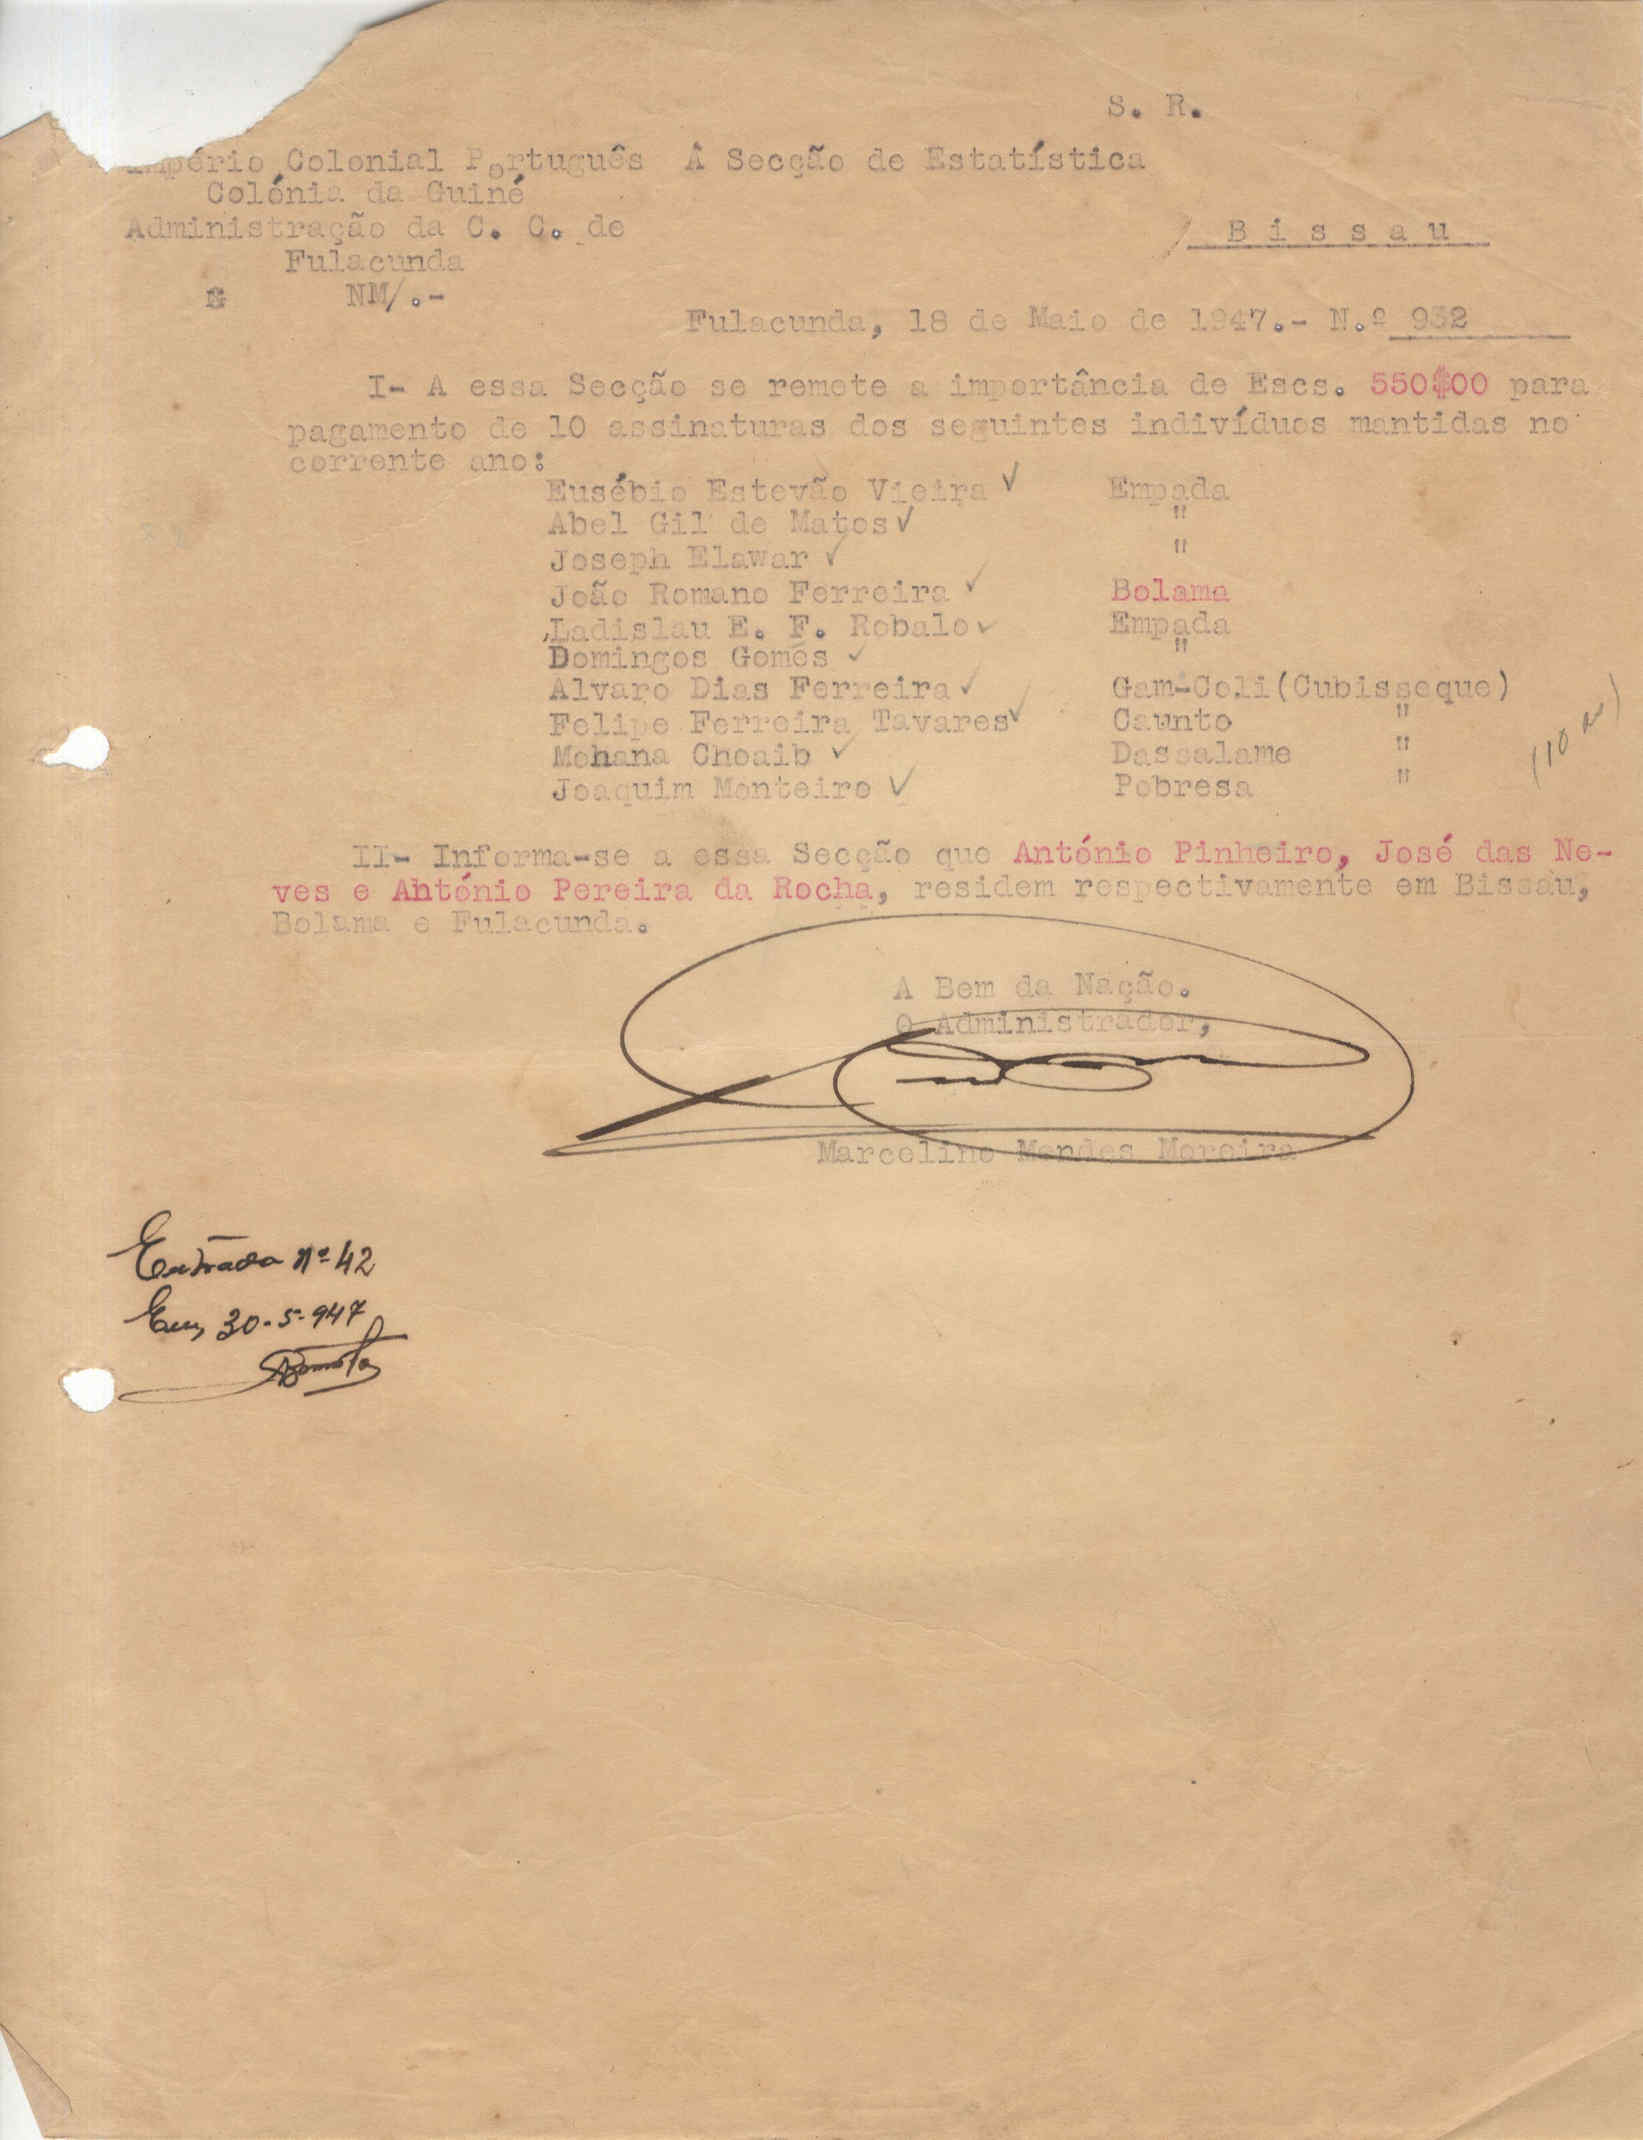 S. R.
Império Colonial Português À Secção de Estatística
Colónia da Guiné
Administração da C. C. de
Bissau
Fulacunda
NM/.-
Fulacunda, 18 de Maio de 1947.- N.º 932
I- A essa Secção se remete a importância de Escs. 550$00 para
pagamento de 10 assinaturas dos seguintes indivíduos mantidas no
corrente ano:
Eusébio Estevão Vieira ✓ Empada
Abel Gil de Matos ✓ "
Joseph Elawar ✓ "
João Romano Ferreira ✓ Bolama
Ladislau E. F. Robalo ✓ Empada
Domingos Gomes ✓ "
Alvaro Dias Ferreira ✓ Gam-Coli(Cubisseque)
Felipe Ferreira Tavares ✓ Caunto "
Mohana Choaib ✓ Dassalame "
Joaquim Monteiro ✓ Pobresa "
II- Informa-se a essa Secção que António Pinheiro, José das Ne-
ves e António Pereira da Rocha, residem respectivamente em Bissau,
Bolama e Fulacunda.
A Bem da Nação.
O Administrador,
Marcelino Mendes Moreira
Entrada nº 42
Em, 30-5-947